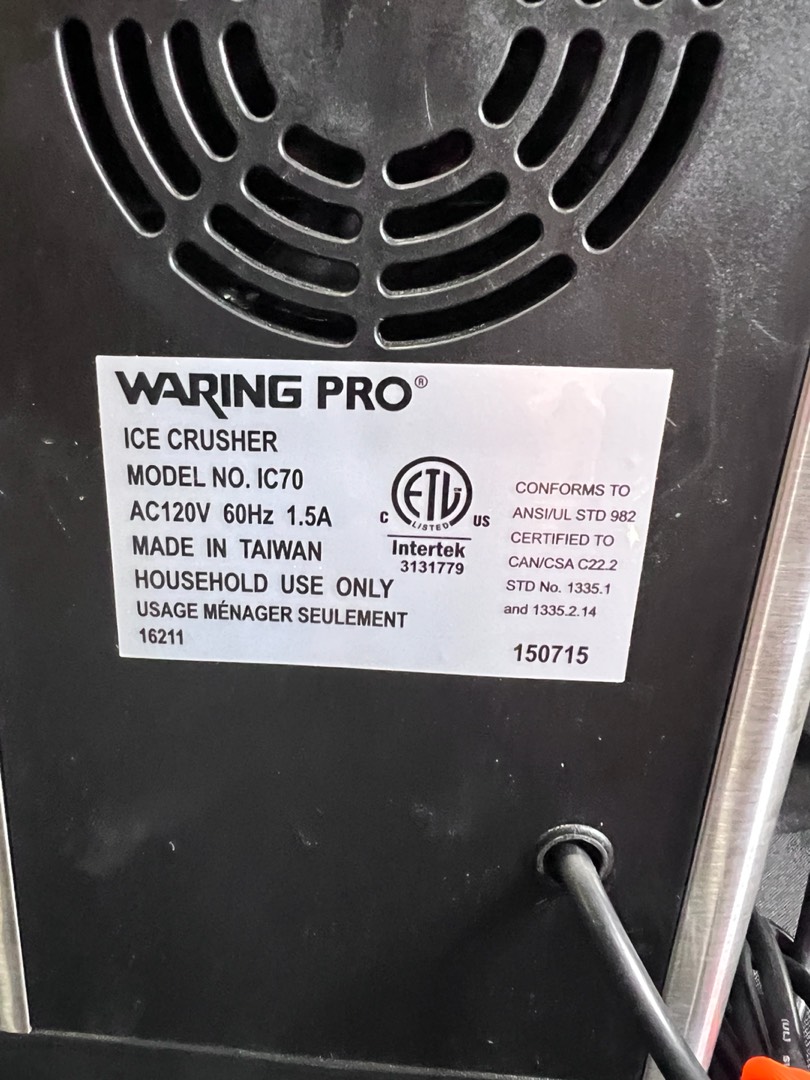 WARING PRO®
ICE CRUSHER
MODEL NO. IC70
AC120V 60Hz 1.5A
MADE IN TAIWAN
HOUSEHOLD USE ONLY
USAGE MÉNAGER SEULEMENT
16211
ETL
LISTED
C US
Intertek
3131779
CONFORMS TO
ANSI/UL STD 982
CERTIFIED TO
CAN/CSA C22.2
STD No. 1335.1
and 1335.2.14
150715